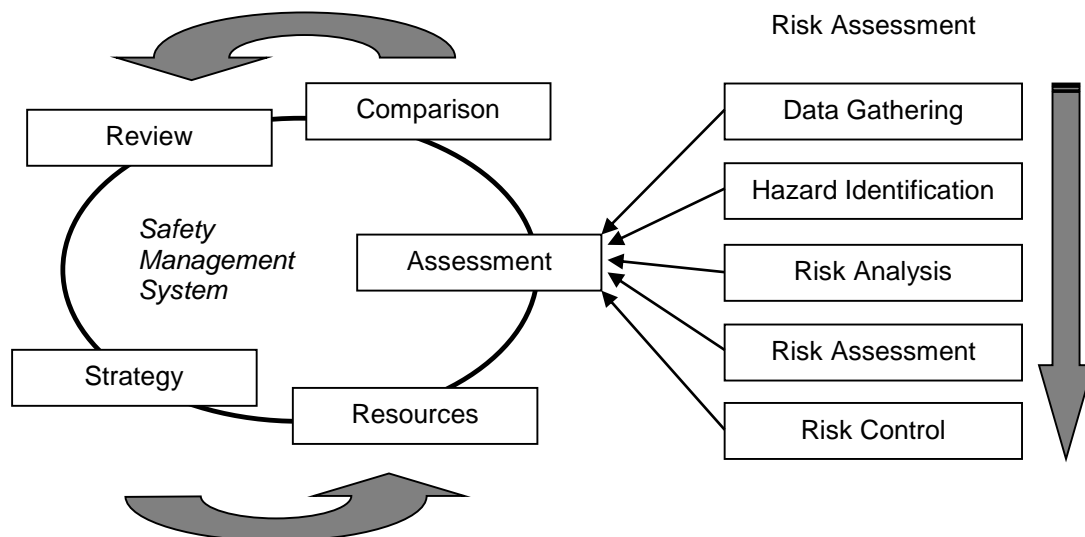 Risk Assessment
Comparison
Review
Data Gathering
Hazard Identification
Safety
Management
System
Assessment
Risk Analysis
Strategy
Risk Assessment
Resources
Risk Control